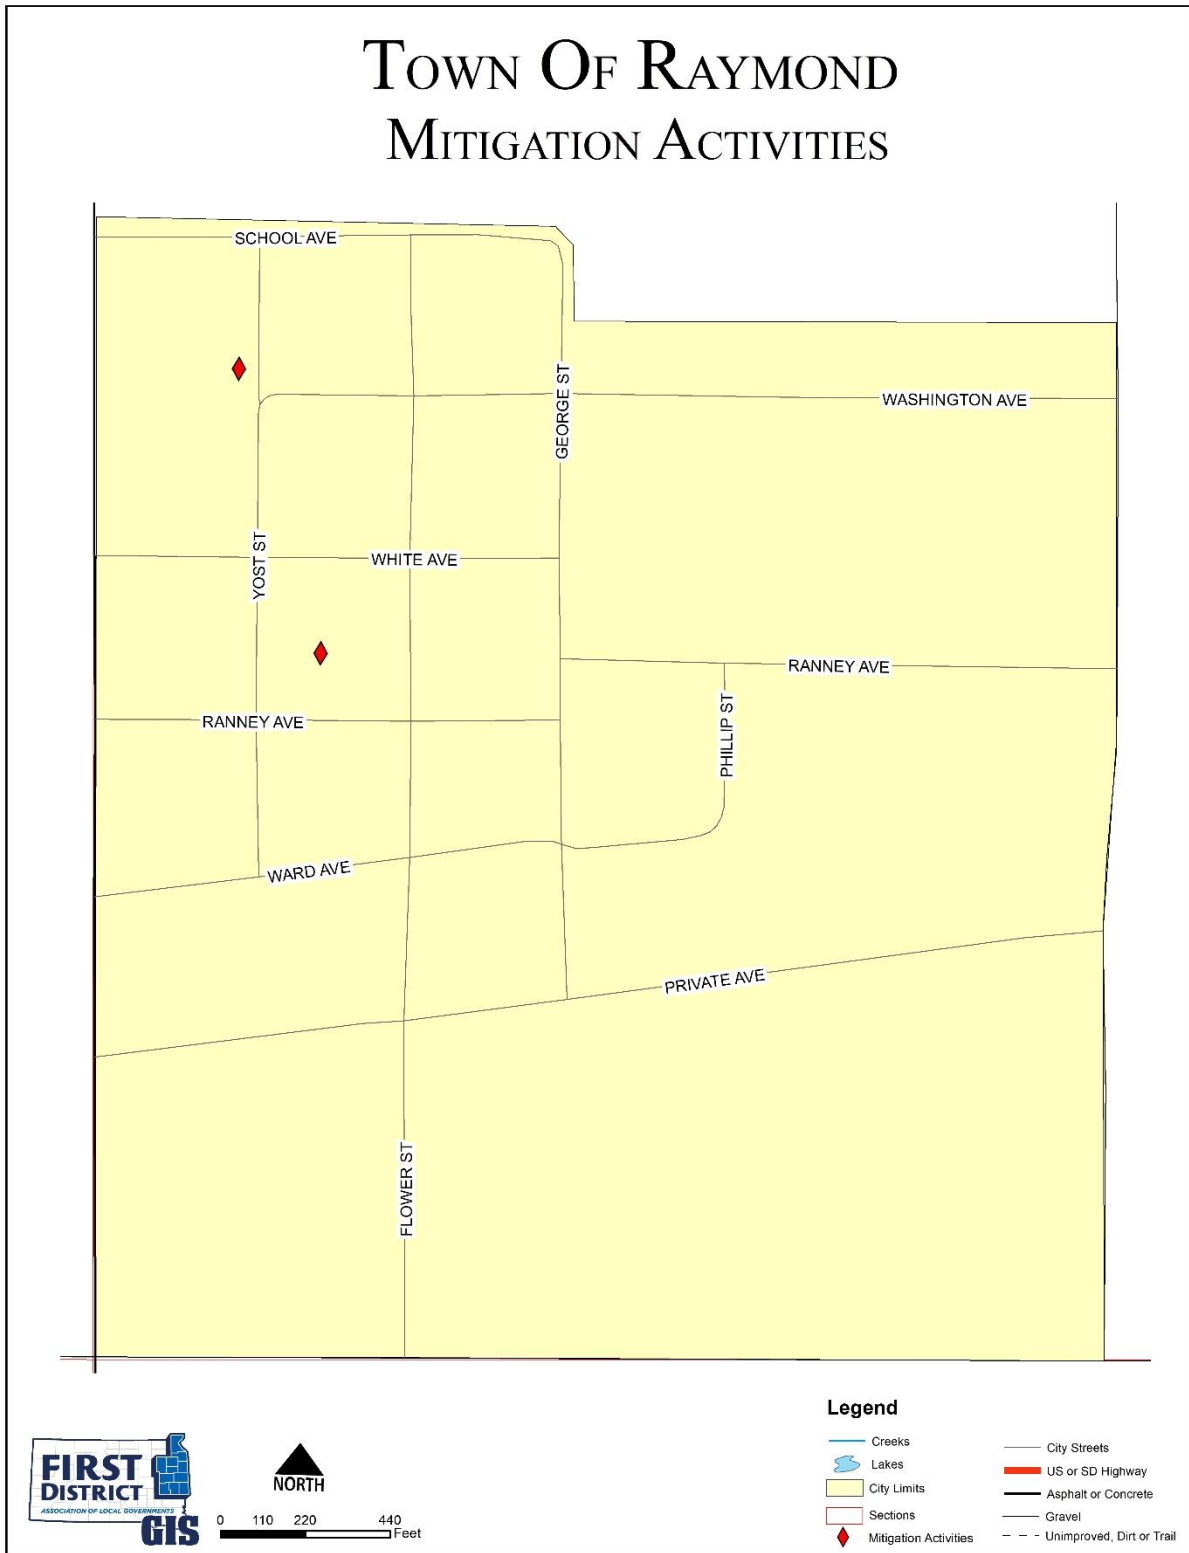 TOWN OF RAYMOND
MITIGATION ACTIVITIES
SCHOOL AVE
GEORGE ST
WASHINGTON AVE
YOST ST
WHITE AVE
RANNEY AVE
PHILLIP ST
RANNEY AVE
WARD AVE
PRIVATE AVE
FLOWER ST
FIRST
DISTRICT
ASSOCIATION OF LOCAL GOVERNMENTS
GIS
NORTH
0 110 220 440
Feet
Legend
Creeks
Lakes
City Limits
Sections
Mitigation Activities
City Streets
US or SD Highway
Asphalt or Concrete
Gravel
Unimproved, Dirt or Trail